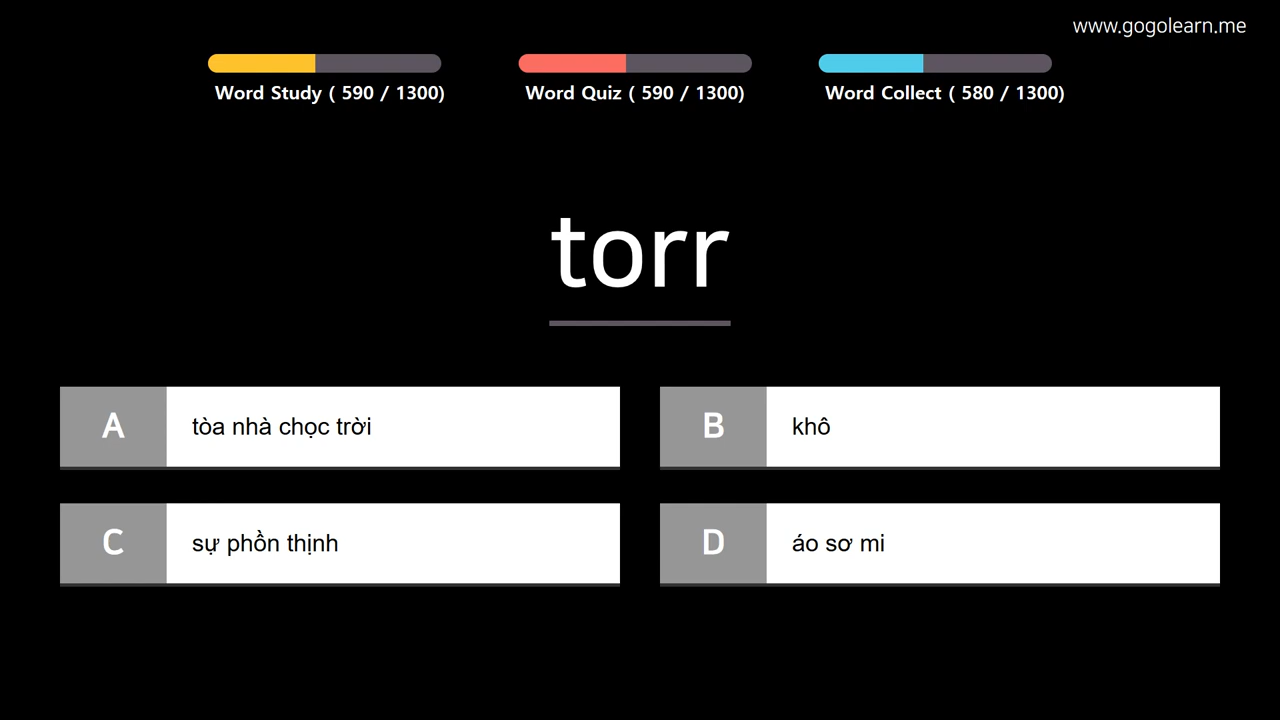 www.gogolearn.me
Word Study ( 590 / 1300)
Word Quiz ( 590 / 1300)
Word Collect ( 580 / 1300)
torr
A
tòa nhà chọc trời
B
khô
C
sự phồn thịnh
D
áo sơ mi